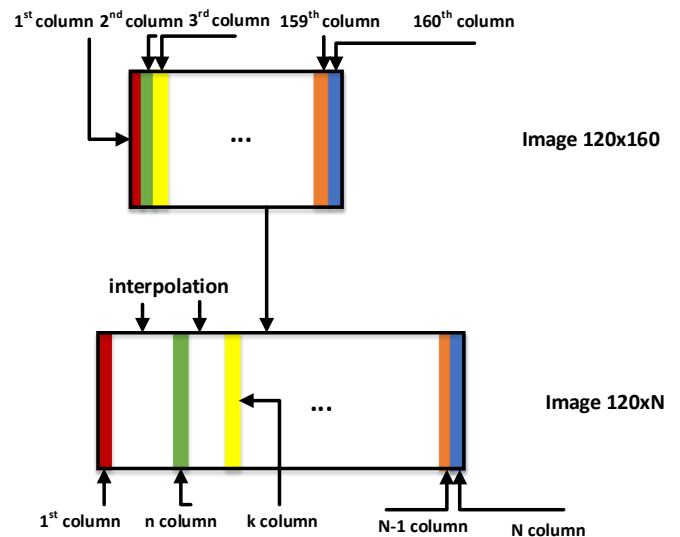 1st column 2nd column 3rd column 159th column 160th column
...
Image 120x160
interpolation
...
Image 120xN
1st column n column k column N-1 column N column